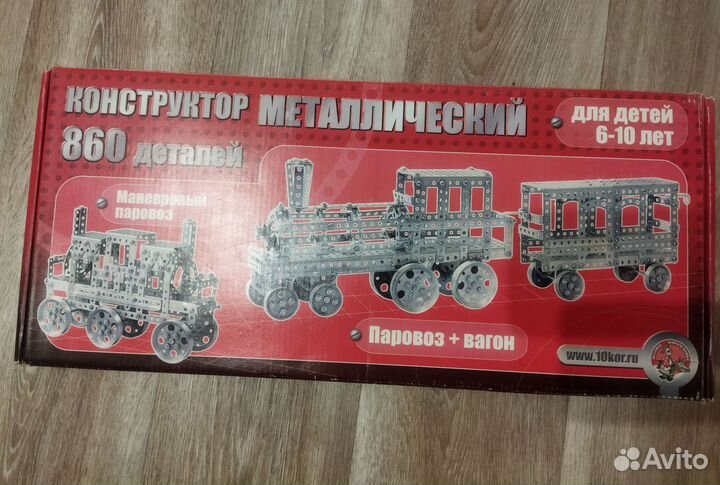 КОНСТРУКТОР МЕТАЛЛИЧЕСКИЙ
860 деталей
для детей
6-10 лет
Маневровый
паровоз
Паровоз + вагон
www.10kor.ru
Avito